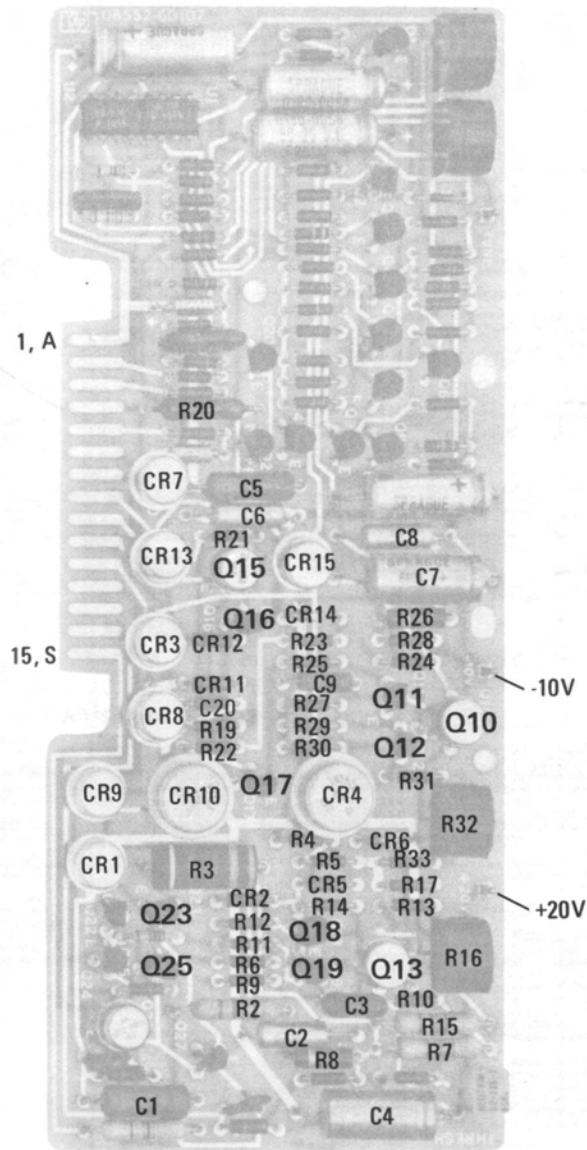 08552-60107
1, A
R20
CR7
C5
C6
R21
C8
CR13
Q15
CR15
C7
Q16
CR14
R26
CR3
CR12
R23
R28
15, S
R25
R24
-10V
CR11
C9
Q11
CR8
C20
R27
Q10
R19
R29
R22
R30
Q12
CR9
CR10
Q17
CR4
R31
R32
CR1
R3
R4
CR6
R5
R33
CR2
CR5
R17
+20V
Q23
R12
R14
R13
R11
Q18
Q25
R6
Q19
Q13
R16
R9
R2
C3
R10
R15
C2
R8
R7
C1
C4
THRESH